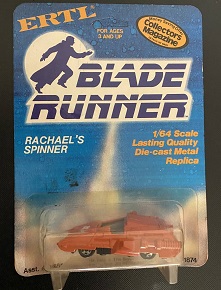 ERTL
FOR AGES
3 AND UP
Collectors
Magazine
BLADE
RUNNER
RACHAEL'S
SPINNER
1/64 Scale
Lasting Quality
Die-cast Metal
Replica
Asst.
1874